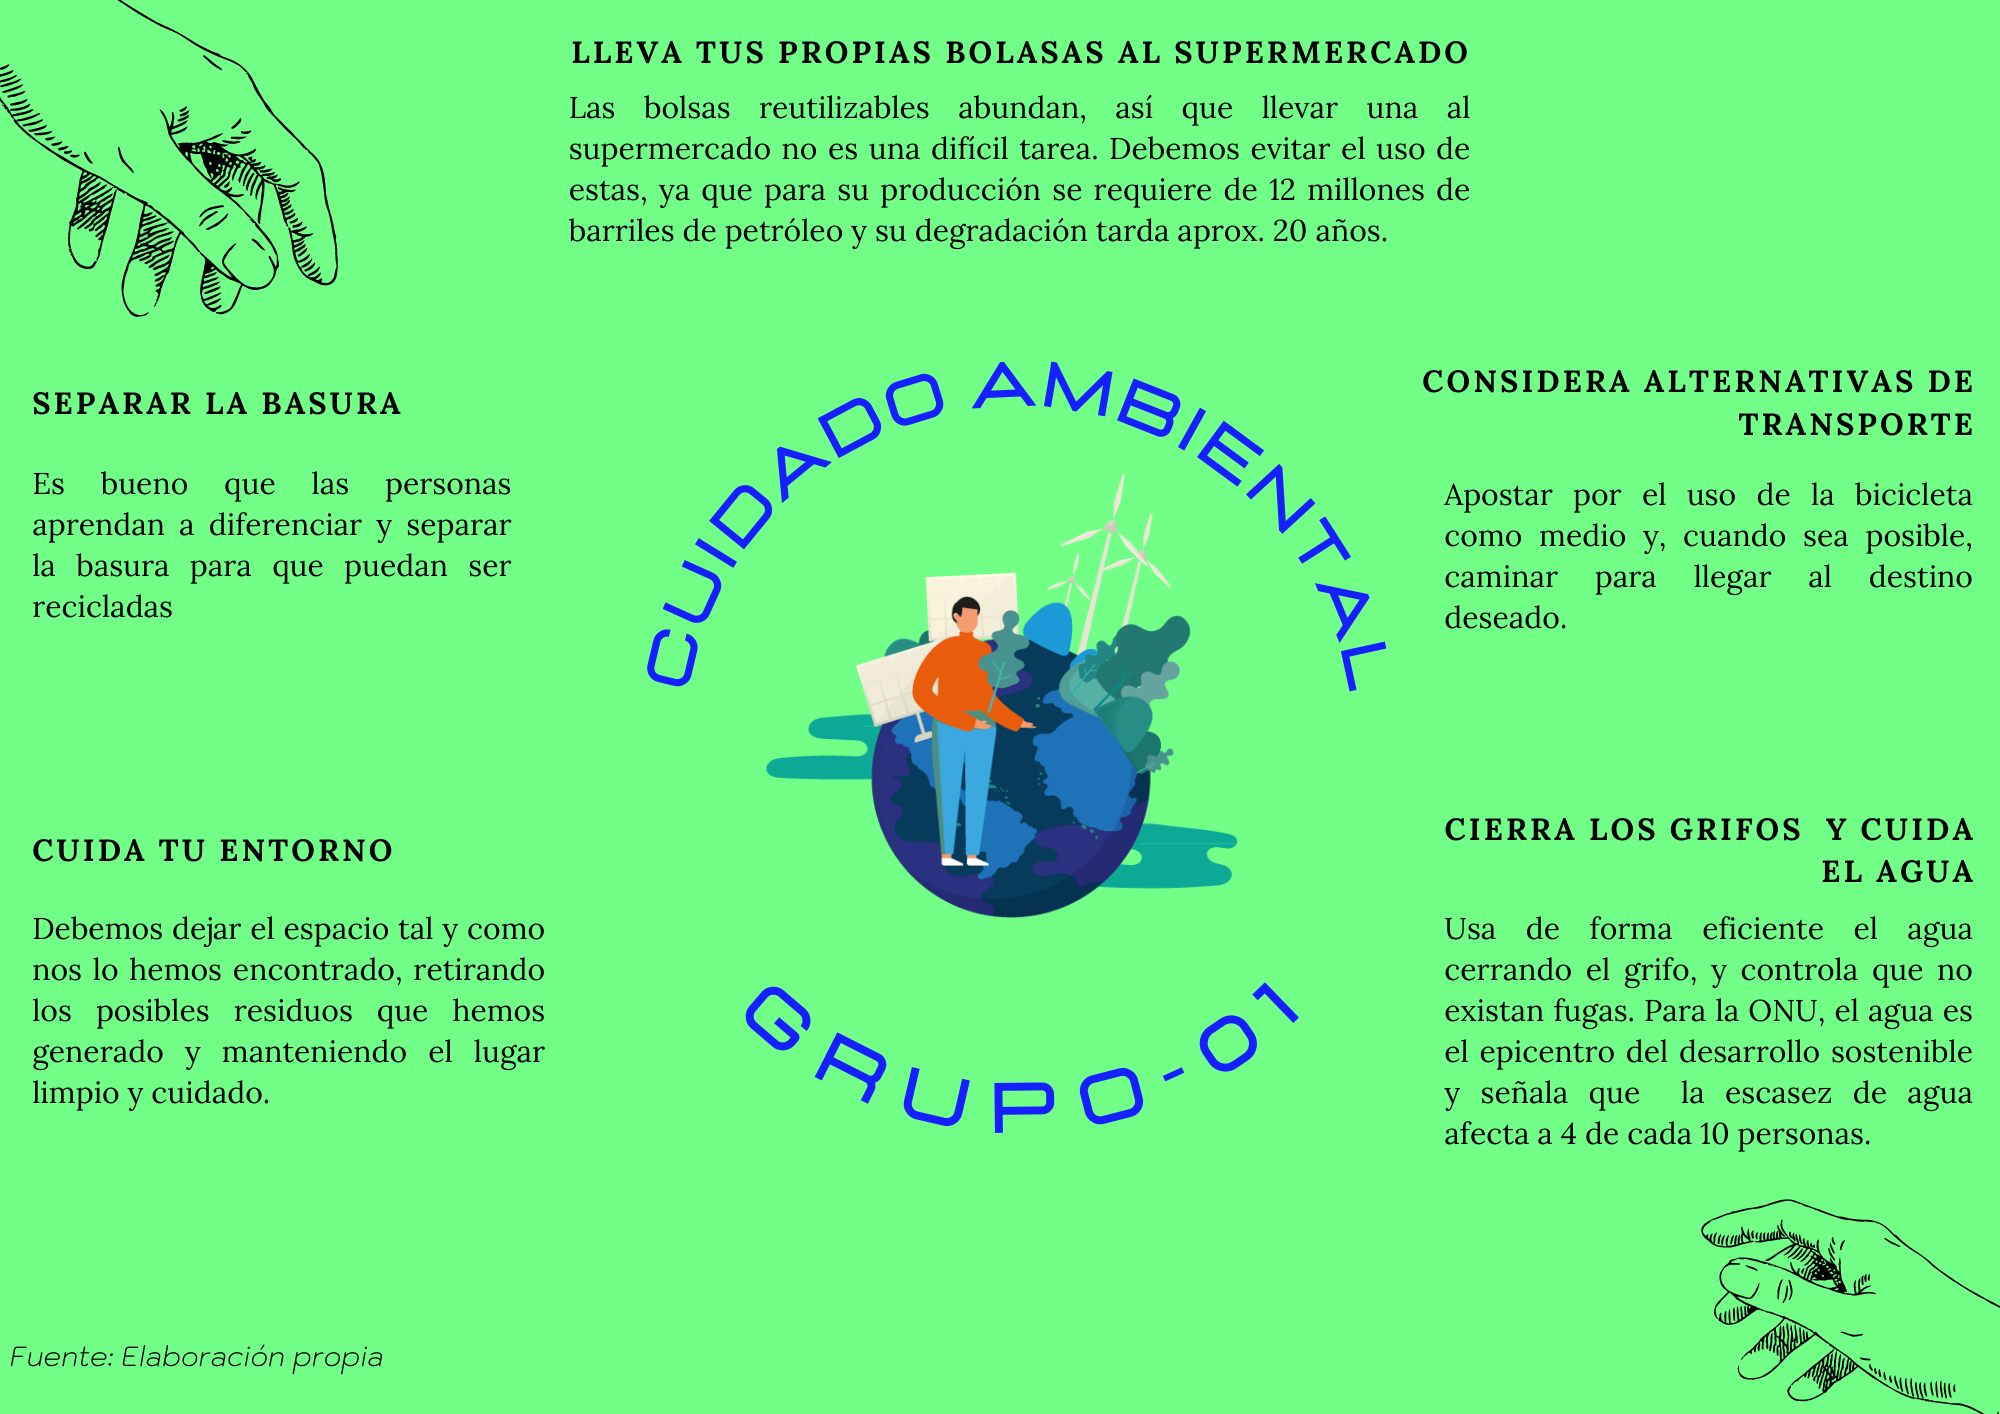 LLEVA TUS PROPIAS BOLASAS AL SUPERMERCADO
Las bolsas reutilizables abundan, así que llevar una al
supermercado no es una difícil tarea. Debemos evitar el uso de
estas, ya que para su producción se requiere de 12 millones de
barriles de petróleo y su degradación tarda aprox. 20 años.
SEPARAR LA BASURA
Es bueno que las personas
aprendan a diferenciar y separar
la basura para que puedan ser
recicladas
CUIDA TU ENTORNO
Debemos dejar el espacio tal y como
nos lo hemos encontrado, retirando
los posibles residuos que hemos
generado y manteniendo el lugar
limpio y cuidado.
CUIDADO AMBIENTAL
GRUPO-01
CONSIDERA ALTERNATIVAS DE
TRANSPORTE
Apostar por el uso de la bicicleta
como medio y, cuando sea posible,
caminar para llegar al destino
deseado.
CIERRA LOS GRIFOS Y CUIDA
EL AGUA
Usa de forma eficiente el agua
cerrando el grifo, y controla que no
existan fugas. Para la ONU, el agua es
el epicentro del desarrollo sostenible
y señala que la escasez de agua
afecta a 4 de cada 10 personas.
Fuente: Elaboración propia